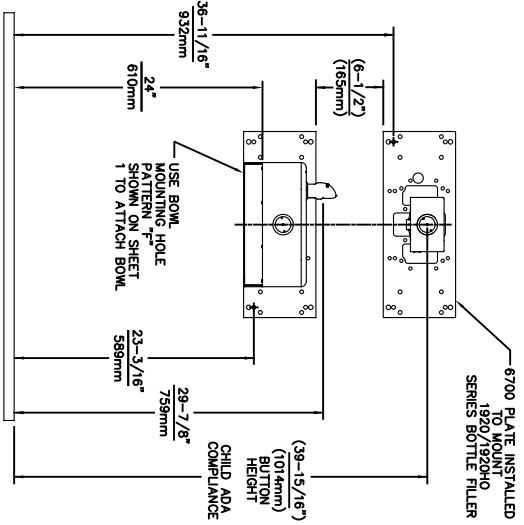 6700 PLATE INSTALLED
TO MOUNT
1920/1920HO
SERIES BOTTLE FILLER
(6-1/2")
(165mm)
36-11/16"
932mm
24"
610mm
USE BOWL
MOUNTING HOLE
PATTERN "F"
SHOWN ON SHEET
1 TO ATTACH BOWL
23-3/16"
589mm
29-7/8"
759mm
(39-15/16")
(1014mm)
BUTTON
HEIGHT
CHILD ADA
COMPLIANCE